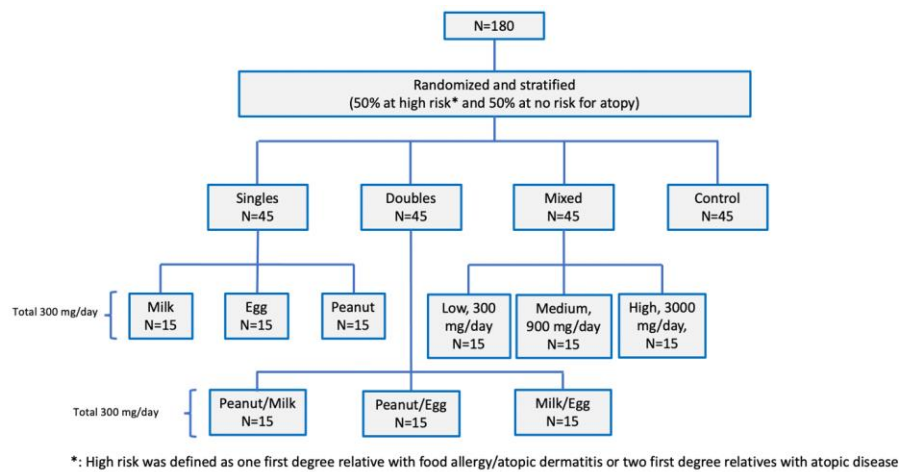 N=180
Randomized and stratified
(50% at high risk* and 50% at no risk for atopy)
Singles
N=45
Doubles
N=45
Mixed
N=45
Control
N=45
Total 300 mg/day
Milk
N=15
Egg
N=15
Peanut
N=15
Low, 300
mg/day
N=15
Medium,
900 mg/day
N=15
High, 3000
mg/day,
N=15
Total 300 mg/day
Peanut/Milk
N=15
Peanut/Egg
N=15
Milk/Egg
N=15
*: High risk was defined as one first degree relative with food allergy/atopic dermatitis or two first degree relatives with atopic disease